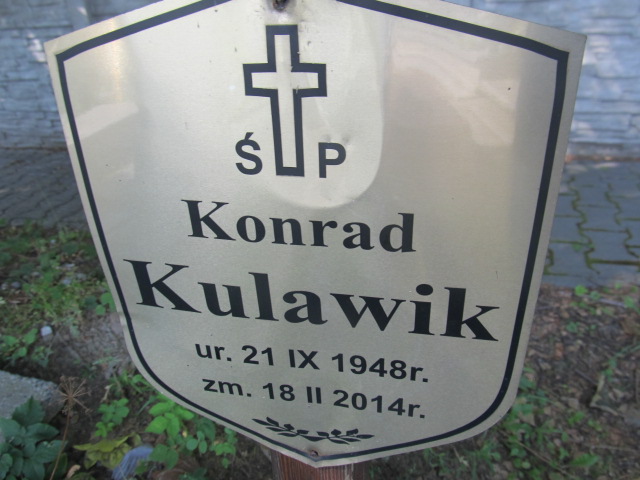 Ś P
Konrad
Kulawik
ur. 21 IX 1948r.
zm. 18 II 2014r.